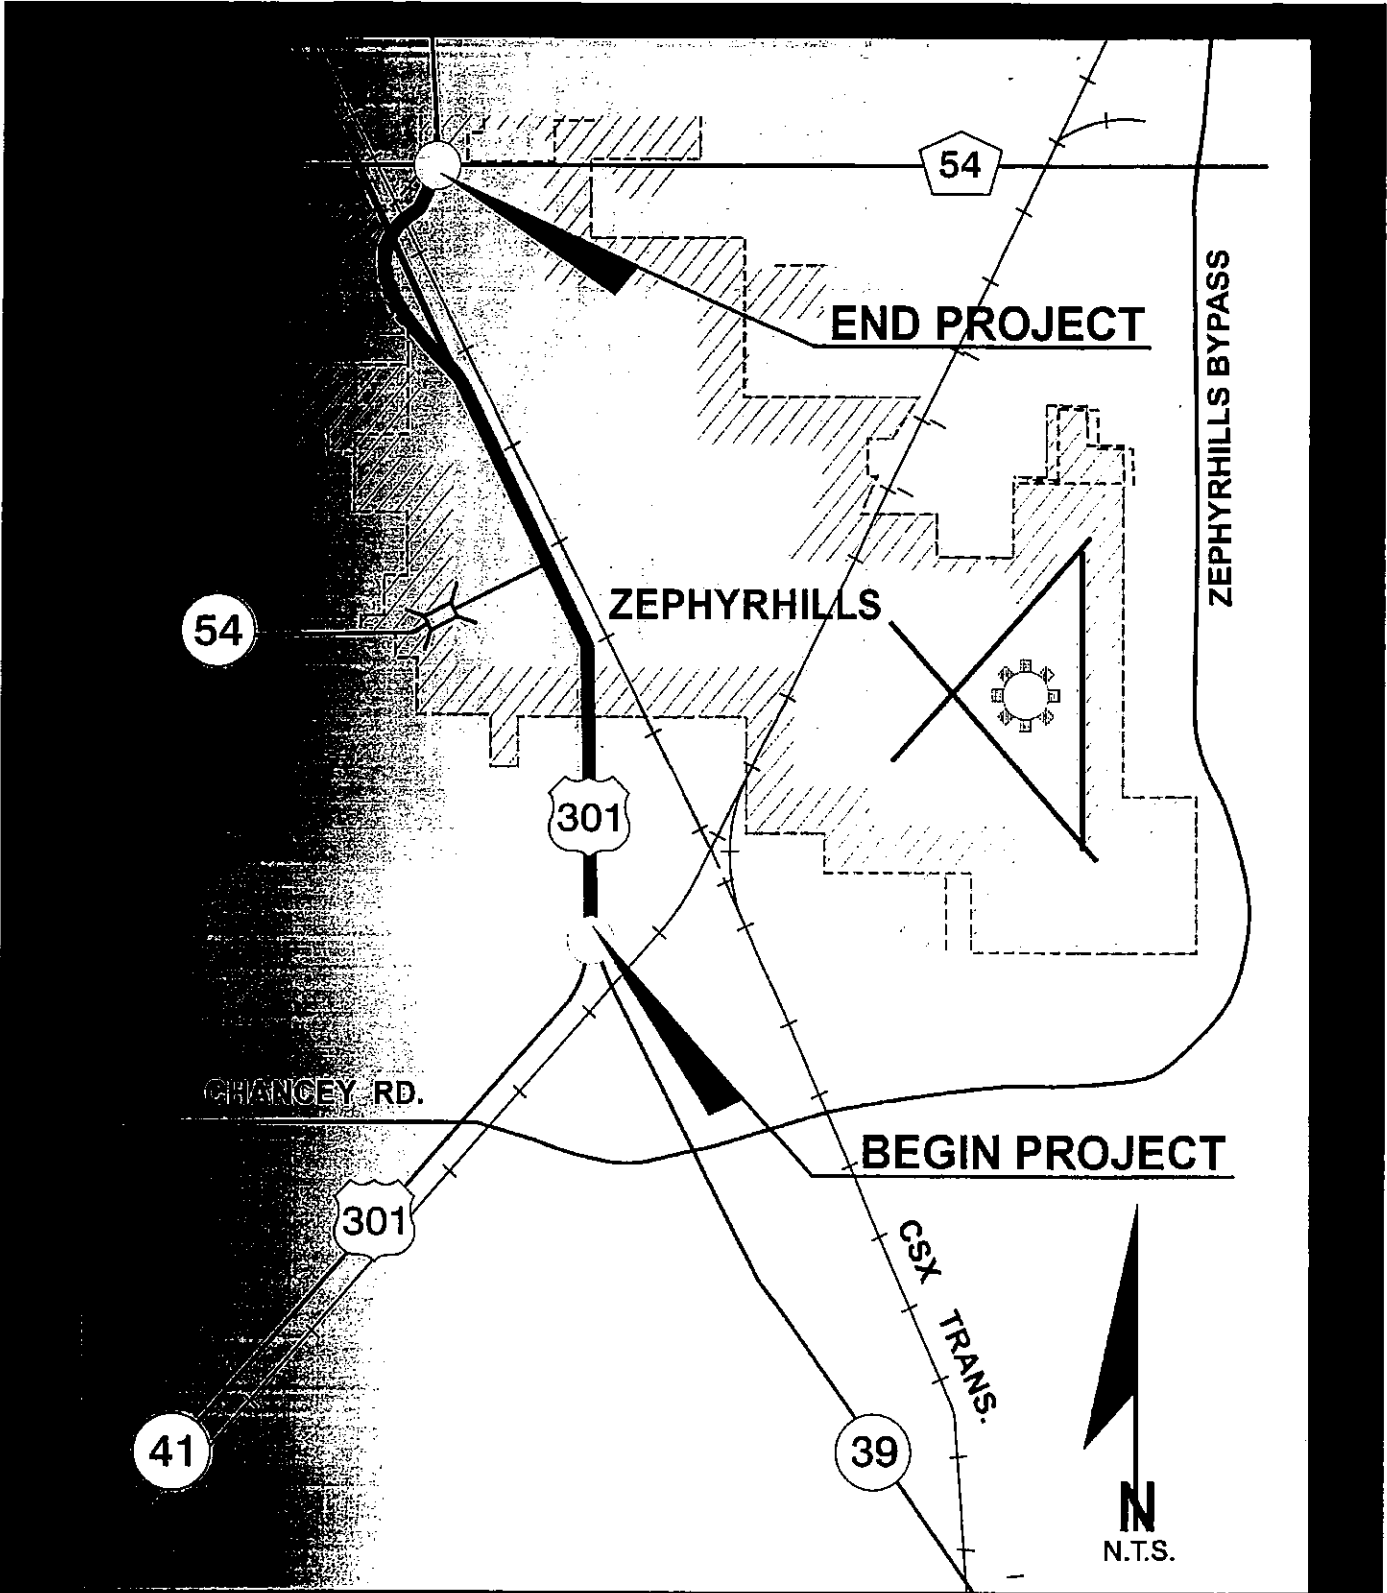 54
END PROJECT
ZEPHYRHILLS BYPASS
ZEPHYRHILLS
54
301
CHANCEY RD.
BEGIN PROJECT
301
CSX TRANS.
41
39
N
N.T.S.